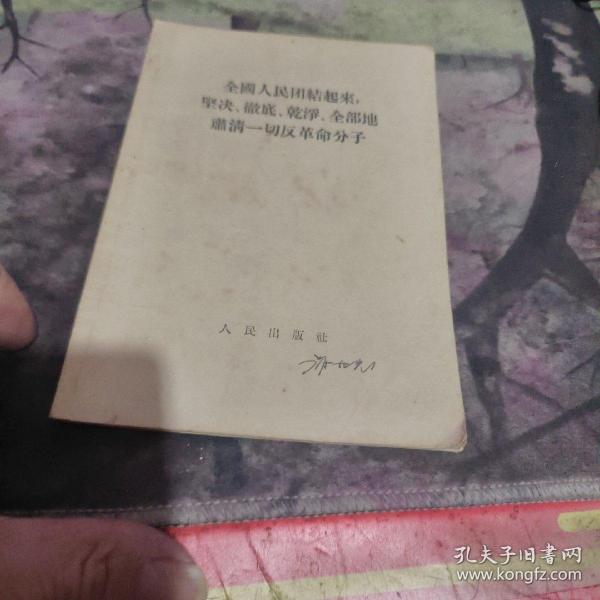 全國人民团結起來，
堅决、徹底、乾淨、全部地
肅清一切反革命分子
人民出版社
孔夫子旧书网
www.kongfz.com